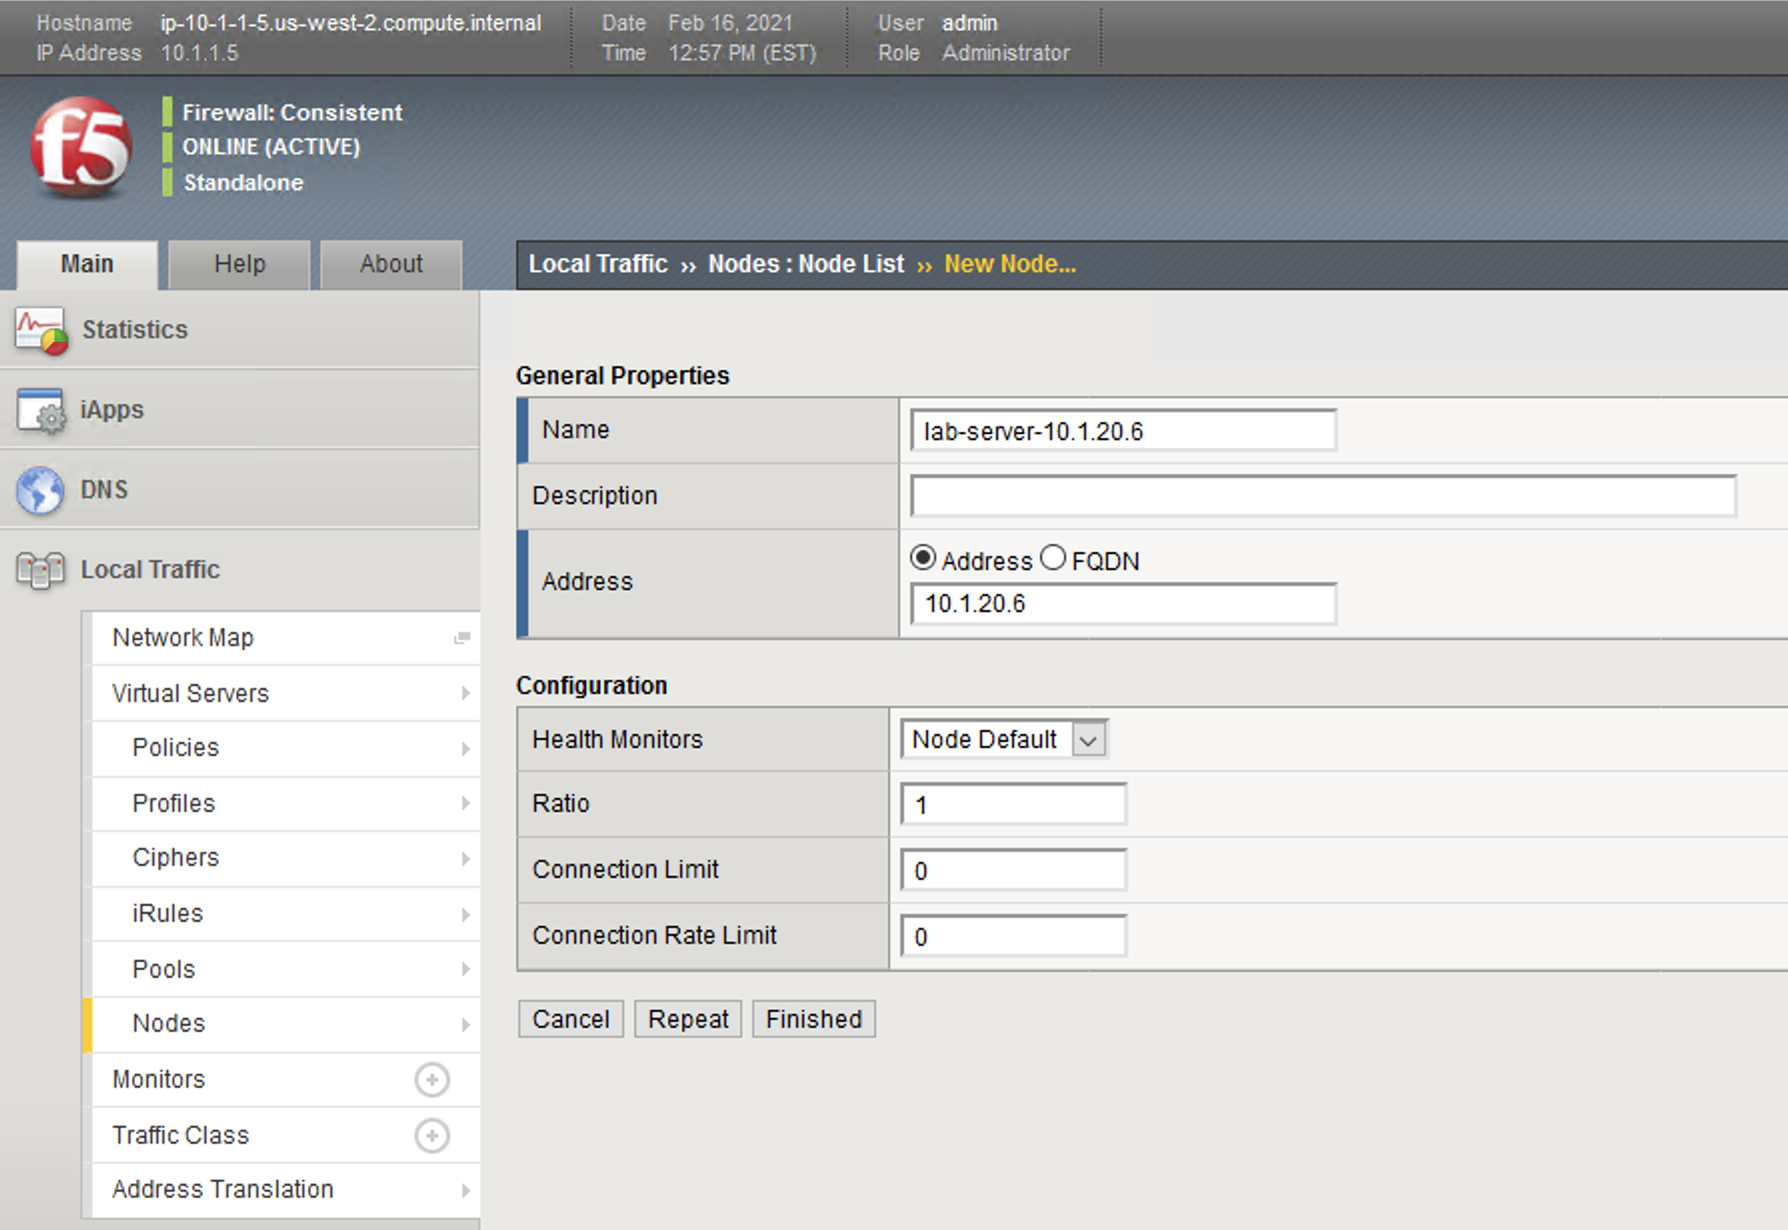 Hostname ip-10-1-1-5.us-west-2.compute.internal Date Feb 16, 2021 User admin
IP Address 10.1.1.5 Time 12:57 PM (EST) Role Administrator
f5
Firewall: Consistent
ONLINE (ACTIVE)
Standalone
Main Help About
Local Traffic ›› Nodes : Node List ›› New Node...
Statistics
iApps
DNS
Local Traffic
Network Map
Virtual Servers
Policies
Profiles
Ciphers
iRules
Pools
Nodes
Monitors
Traffic Class
Address Translation
General Properties
Name lab-server-10.1.20.6
Description
Address Address FQDN
10.1.20.6
Configuration
Health Monitors Node Default
Ratio 1
Connection Limit 0
Connection Rate Limit 0
Cancel Repeat Finished